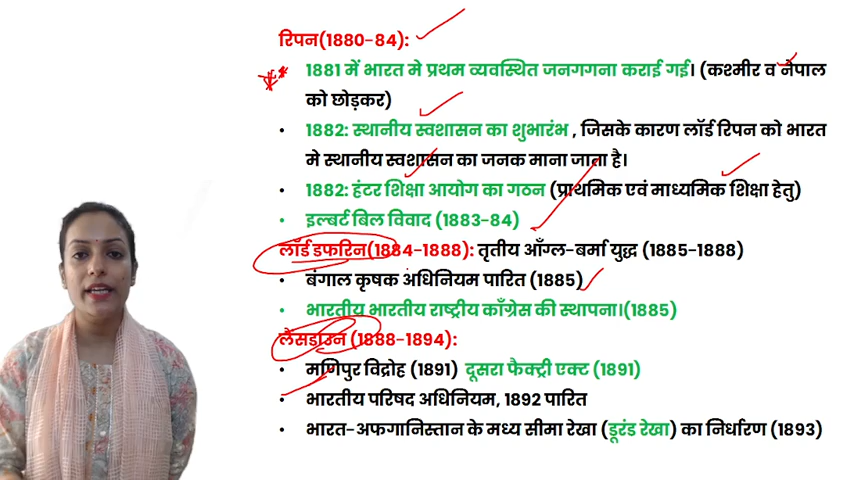 रिपन(1880-84):
1881 में भारत मे प्रथम व्यवस्थित जनगगना कराई गई। (कश्मीर व नेपाल
को छोड़कर)
1882: स्थानीय स्वशासन का शुभारंभ , जिसके कारण लॉर्ड रिपन को भारत
मे स्थानीय स्वशासन का जनक माना जाता है।
1882: हंटर शिक्षा आयोग का गठन (प्राथमिक एवं माध्यमिक शिक्षा हेतु)
इल्बर्ट बिल विवाद (1883-84)
लॉर्ड डफरिन(1884-1888): तृतीय आँग्ल-बर्मा युद्ध (1885-1888)
बंगाल कृषक अधिनियम पारित (1885)
भारतीय भारतीय राष्ट्रीय काँग्रेस की स्थापना।(1885)
लैंसडाउन (1888-1894):
मणिपुर विद्रोह (1891) दूसरा फैक्ट्री एक्ट (1891)
भारतीय परिषद अधिनियम, 1892 पारित
भारत-अफगानिस्तान के मध्य सीमा रेखा (डूरंड रेखा) का निर्धारण (1893)